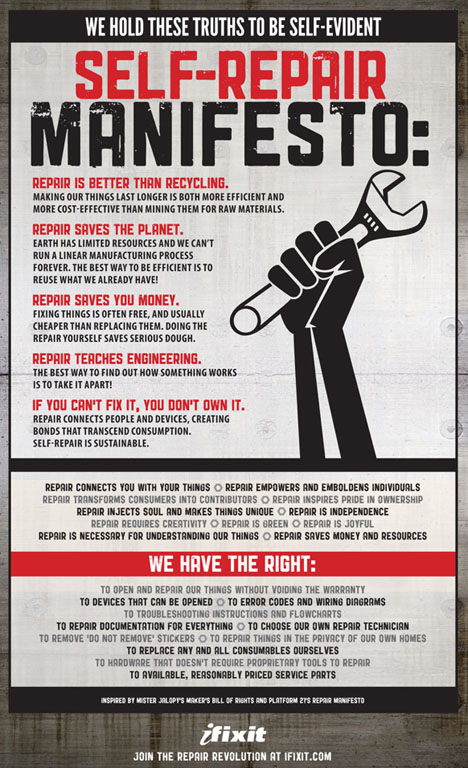 WE HOLD THESE TRUTHS TO BE SELF-EVIDENT
SELF-REPAIR
MANIFESTO:
REPAIR IS BETTER THAN RECYCLING.
MAKING OUR THINGS LAST LONGER IS BOTH MORE EFFICIENT AND
MORE COST-EFFECTIVE THAN MINING THEM FOR RAW MATERIALS.
REPAIR SAVES THE PLANET.
EARTH HAS LIMITED RESOURCES AND WE CAN'T
RUN A LINEAR MANUFACTURING PROCESS
FOREVER. THE BEST WAY TO BE EFFICIENT IS TO
REUSE WHAT WE ALREADY HAVE!
REPAIR SAVES YOU MONEY.
FIXING THINGS IS OFTEN FREE, AND USUALLY
CHEAPER THAN REPLACING THEM. DOING THE
REPAIR YOURSELF SAVES SERIOUS DOUGH.
REPAIR TEACHES ENGINEERING.
THE BEST WAY TO FIND OUT HOW SOMETHING WORKS
IS TO TAKE IT APART!
IF YOU CAN'T FIX IT, YOU DON'T OWN IT.
REPAIR CONNECTS PEOPLE AND DEVICES, CREATING
BONDS THAT TRANSCEND CONSUMPTION.
SELF-REPAIR IS SUSTAINABLE.
REPAIR CONNECTS YOU WITH YOUR THINGS REPAIR EMPOWERS AND EMBOLDENS INDIVIDUALS
REPAIR TRANSFORMS CONSUMERS INTO CONTRIBUTORS REPAIR INSPIRES PRIDE IN OWNERSHIP
REPAIR INJECTS SOUL AND MAKES THINGS UNIQUE REPAIR IS INDEPENDENCE
REPAIR REQUIRES CREATIVITY REPAIR IS GREEN REPAIR IS JOYFUL
REPAIR IS NECESSARY FOR UNDERSTANDING OUR THINGS REPAIR SAVES MONEY AND RESOURCES
WE HAVE THE RIGHT:
TO OPEN AND REPAIR OUR THINGS WITHOUT VOIDING THE WARRANTY
TO DEVICES THAT CAN BE OPENED TO ERROR CODES AND WIRING DIAGRAMS
TO TROUBLESHOOTING INSTRUCTIONS AND FLOWCHARTS
TO REPAIR DOCUMENTATION FOR EVERYTHING TO CHOOSE OUR OWN REPAIR TECHNICIAN
TO REMOVE 'DO NOT REMOVE' STICKERS TO REPAIR THINGS IN THE PRIVACY OF OUR OWN HOMES
TO REPLACE ANY AND ALL CONSUMABLES OURSELVES
TO HARDWARE THAT DOESN'T REQUIRE PROPRIETARY TOOLS TO REPAIR
TO AVAILABLE, REASONABLY PRICED SERVICE PARTS
INSPIRED BY MISTER JALOPY'S MAKER'S BILL OF RIGHTS AND PLATFORM 21'S REPAIR MANIFESTO
ifixit
JOIN THE REPAIR REVOLUTION AT IFIXIT.COM